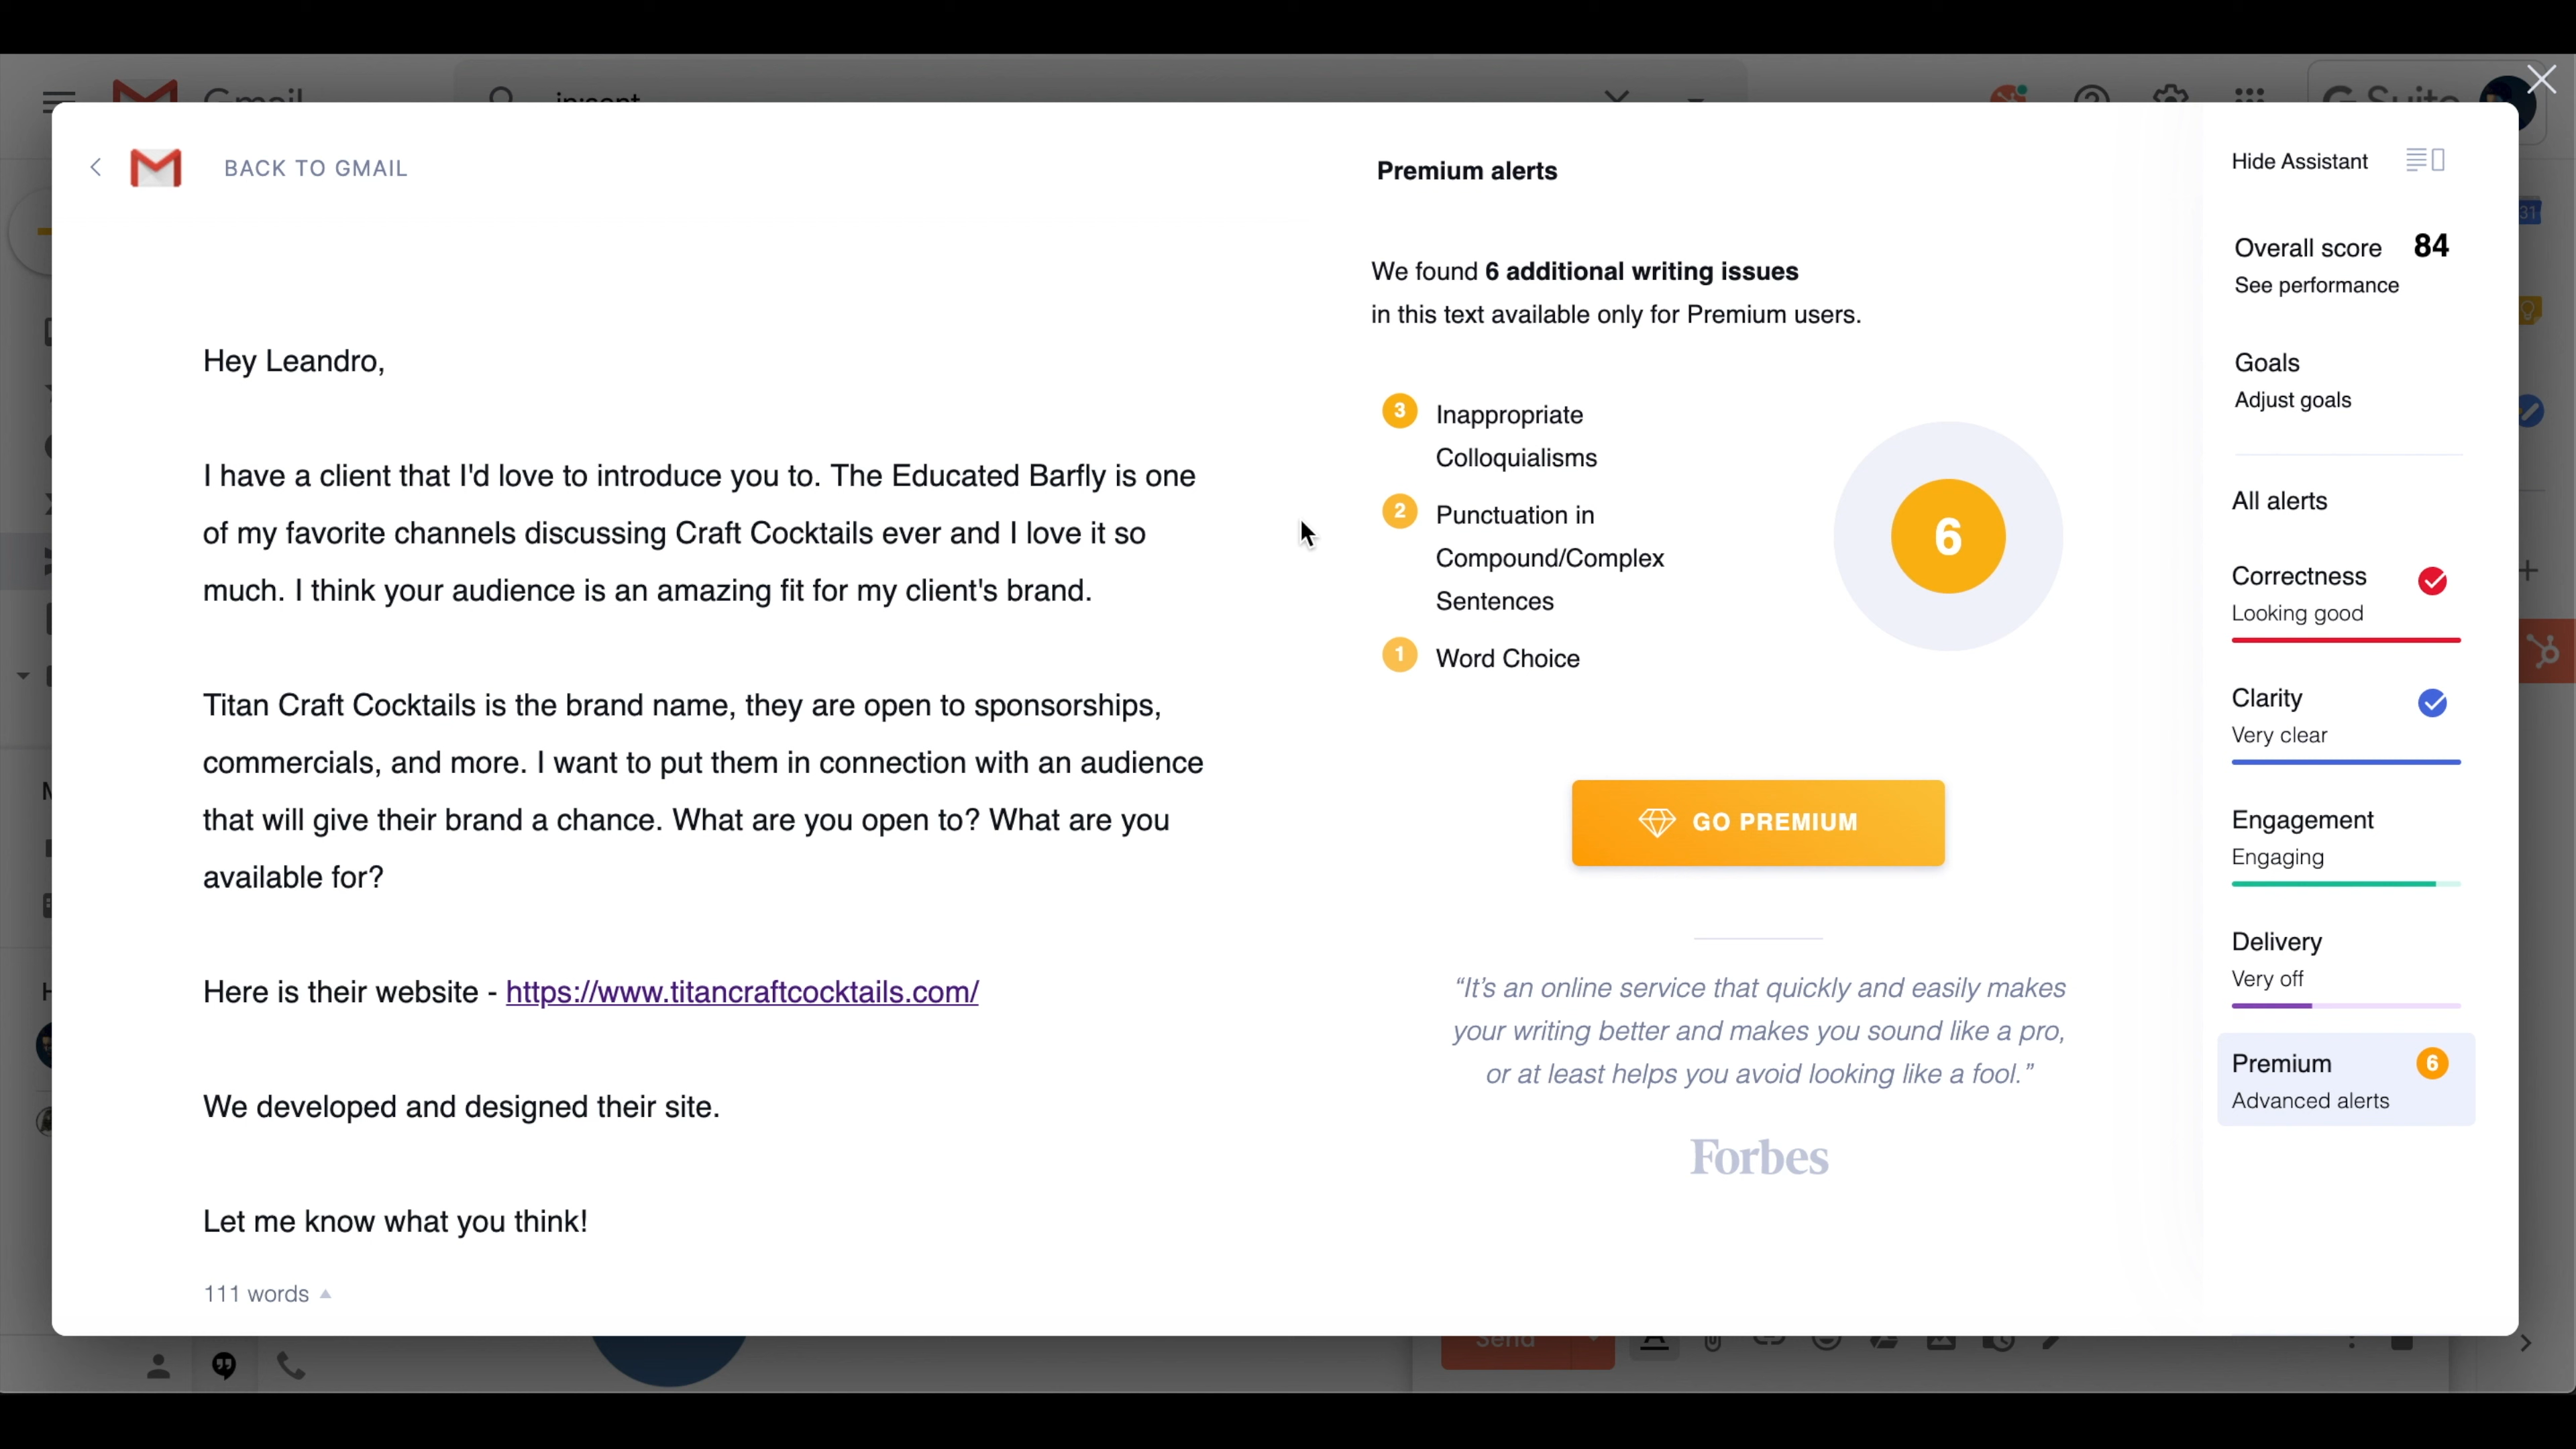 Gmail
in:sent
G Suite
BACK TO GMAIL
Hey Leandro,
I have a client that I'd love to introduce you to. The Educated Barfly is one
of my favorite channels discussing Craft Cocktails ever and I love it so
much. I think your audience is an amazing fit for my client's brand.
Titan Craft Cocktails is the brand name, they are open to sponsorships,
commercials, and more. I want to put them in connection with an audience
that will give their brand a chance. What are you open to? What are you
available for?
Here is their website - https://www.titancraftcocktails.com/
We developed and designed their site.
Let me know what you think!
111 words
Premium alerts
We found 6 additional writing issues
in this text available only for Premium users.
3 Inappropriate
Colloquialisms
2 Punctuation in
Compound/Complex
Sentences
1 Word Choice
6
GO PREMIUM
“It's an online service that quickly and easily makes
your writing better and makes you sound like a pro,
or at least helps you avoid looking like a fool.”
Forbes
Hide Assistant
Overall score 84
See performance
Goals
Adjust goals
All alerts
Correctness
Looking good
Clarity
Very clear
Engagement
Engaging
Delivery
Very off
Premium 6
Advanced alerts
31
Send